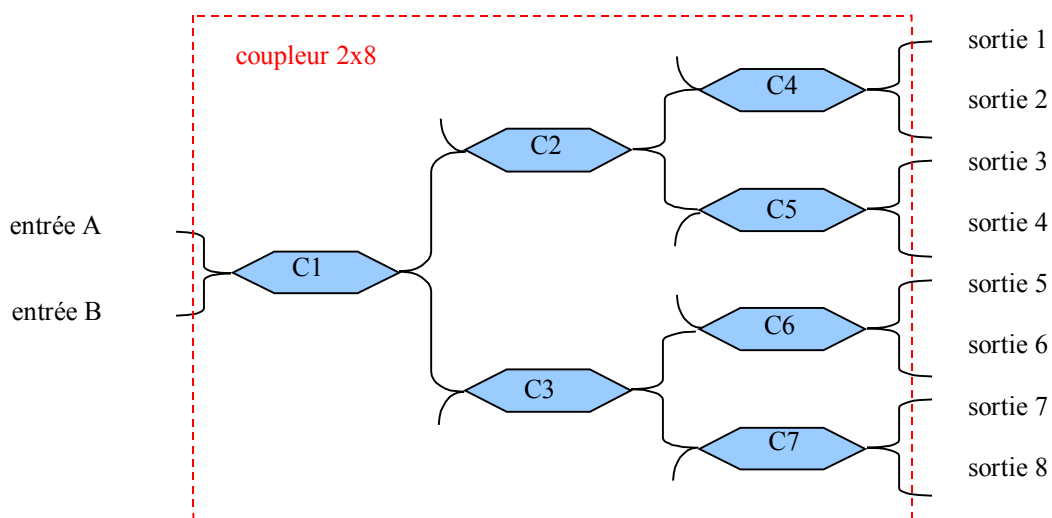 coupleur 2x8
sortie 1
C4
sortie 2
C2
sortie 3
C5
sortie 4
entrée A
C1
sortie 5
entrée B
C6
sortie 6
C3
sortie 7
C7
sortie 8